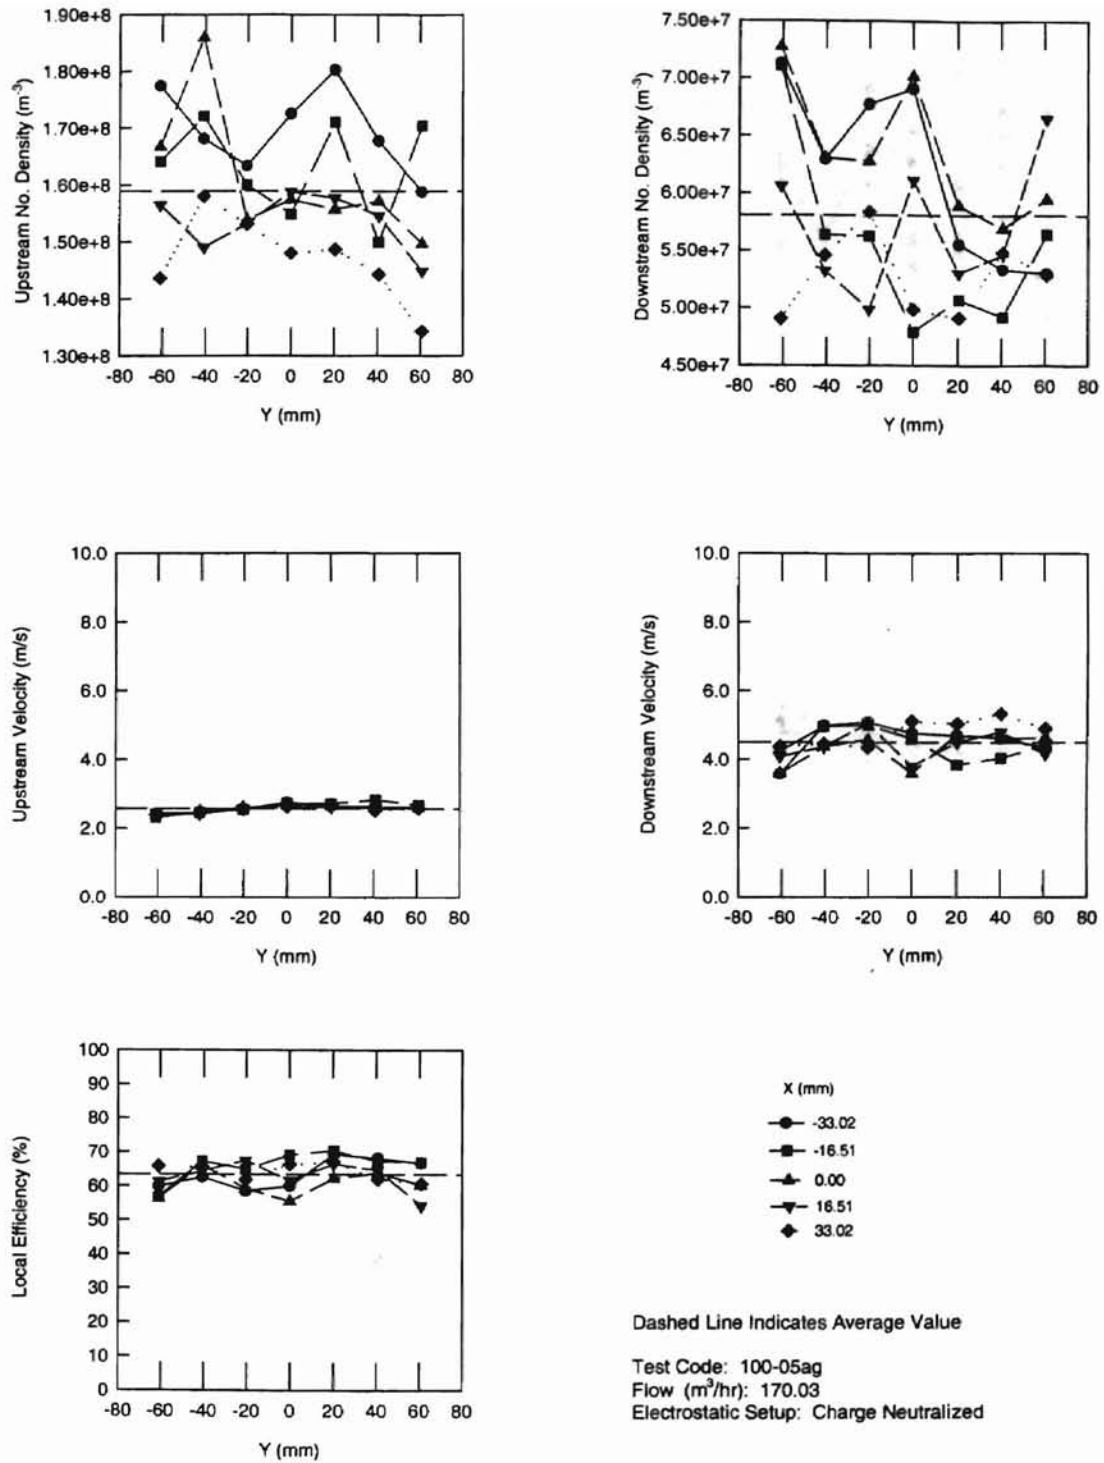 1.90e+8
1.80e+8
1.70e+8
1.60e+8
1.50e+8
1.40e+8
1.30e+8
Upstream No. Density (m⁻³)
-80 -60 -40 -20 0 20 40 60 80
Y (mm)
7.50e+7
7.00e+7
6.50e+7
6.00e+7
5.50e+7
5.00e+7
4.50e+7
Downstream No. Density (m⁻³)
-80 -60 -40 -20 0 20 40 60 80
Y (mm)
10.0
8.0
6.0
4.0
2.0
0.0
Upstream Velocity (m/s)
-80 -60 -40 -20 0 20 40 60 80
Y (mm)
10.0
8.0
6.0
4.0
2.0
0.0
Downstream Velocity (m/s)
-80 -60 -40 -20 0 20 40 60 80
Y (mm)
100
90
80
70
60
50
40
30
20
10
0
Local Efficiency (%)
-80 -60 -40 -20 0 20 40 60 80
Y (mm)
X (mm)
-33.02
-16.51
0.00
16.51
33.02
Dashed Line Indicates Average Value
Test Code: 100-05ag
Flow (m³/hr): 170.03
Electrostatic Setup: Charge Neutralized